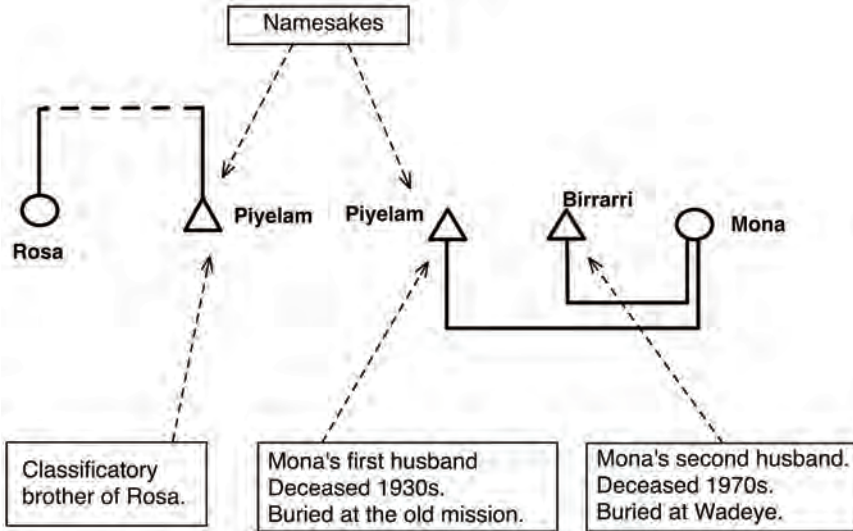 Namesakes
Rosa
Piyelam
Piyelam
Birrarri
Mona
Classificatory
brother of Rosa.
Mona's first husband
Deceased 1930s.
Buried at the old mission.
Mona's second husband.
Deceased 1970s.
Buried at Wadeye.